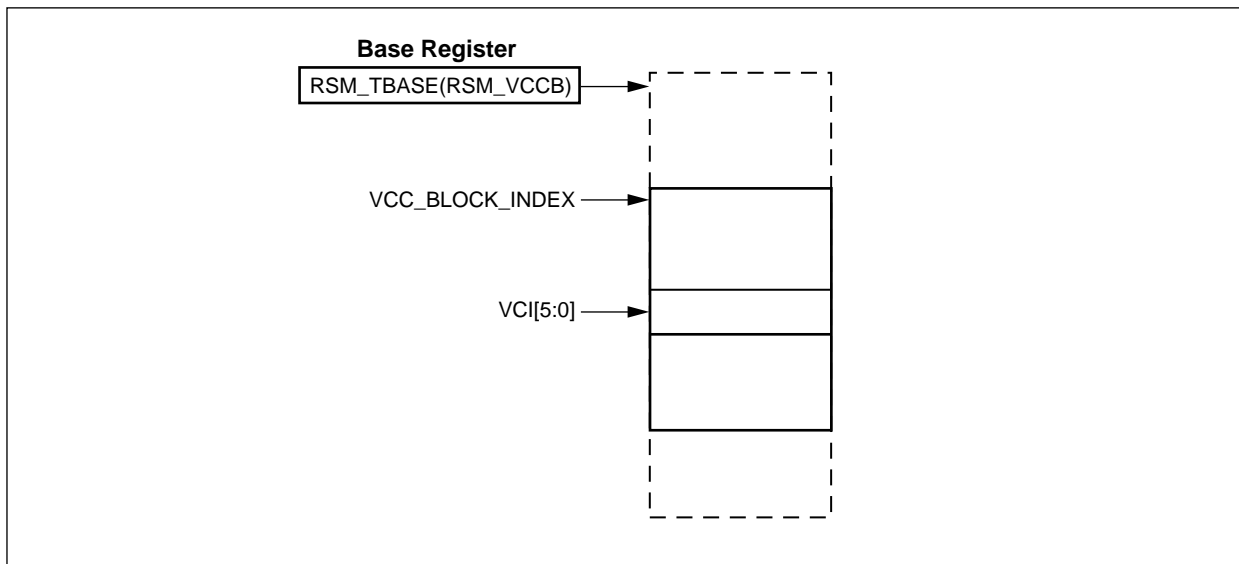 Base Register
RSM_TBASE(RSM_VCCB)
VCC_BLOCK_INDEX
VCI[5:0]